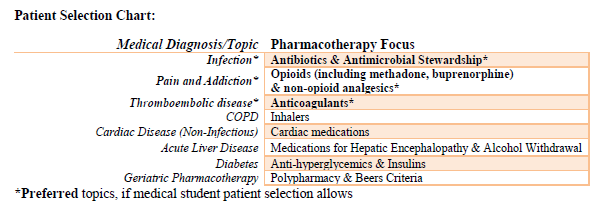 Patient Selection Chart:
Medical Diagnosis/Topic Pharmacotherapy Focus
Infection* Antibiotics & Antimicrobial Stewardship*
Pain and Addiction* Opioids (including methadone, buprenorphine)
& non-opioid analgesics*
Thromboembolic disease* Anticoagulants*
COPD Inhalers
Cardiac Disease (Non-Infectious) Cardiac medications
Acute Liver Disease Medications for Hepatic Encephalopathy & Alcohol Withdrawal
Diabetes Anti-hyperglycemics & Insulins
Geriatric Pharmacotherapy Polypharmacy & Beers Criteria
*Preferred topics, if medical student patient selection allows